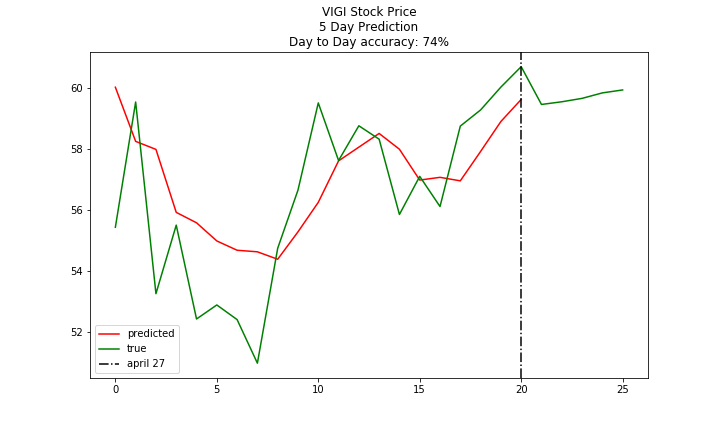 VIGI Stock Price
5 Day Prediction
Day to Day accuracy: 74%
60
58
56
54
52
predicted
true
april 27
0
5
10
15
20
25